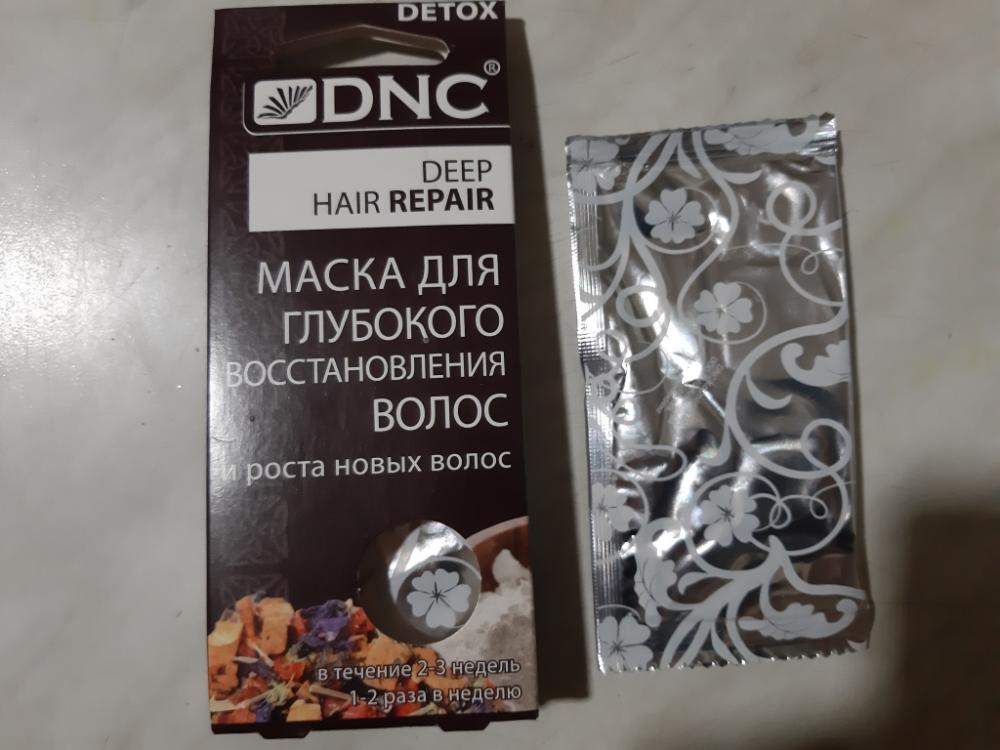 DETOX
DNC®
DEEP
HAIR REPAIR
МАСКА ДЛЯ
ГЛУБОКОГО
ВОССТАНОВЛЕНИЯ
ВОЛОС
и роста новых волос
в течение 2-3 недель
1-2 раза в неделю